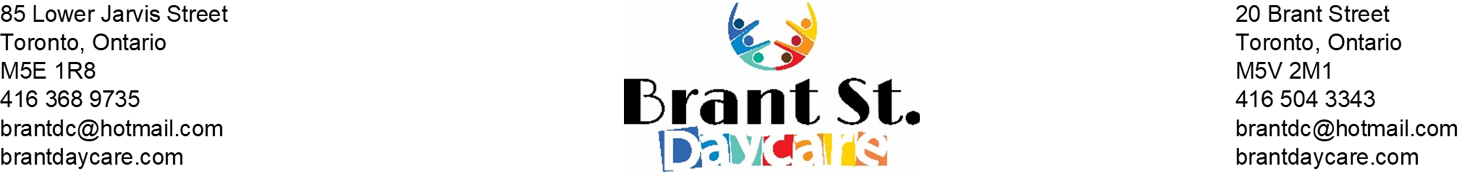 85 Lower Jarvis Street
Toronto, Ontario
M5E 1R8
416 368 9735
brantdc@hotmail.com
brantdaycare.com
Brant St.
Daycare
20 Brant Street
Toronto, Ontario
M5V 2M1
416 504 3343
brantdc@hotmail.com
brantdaycare.com